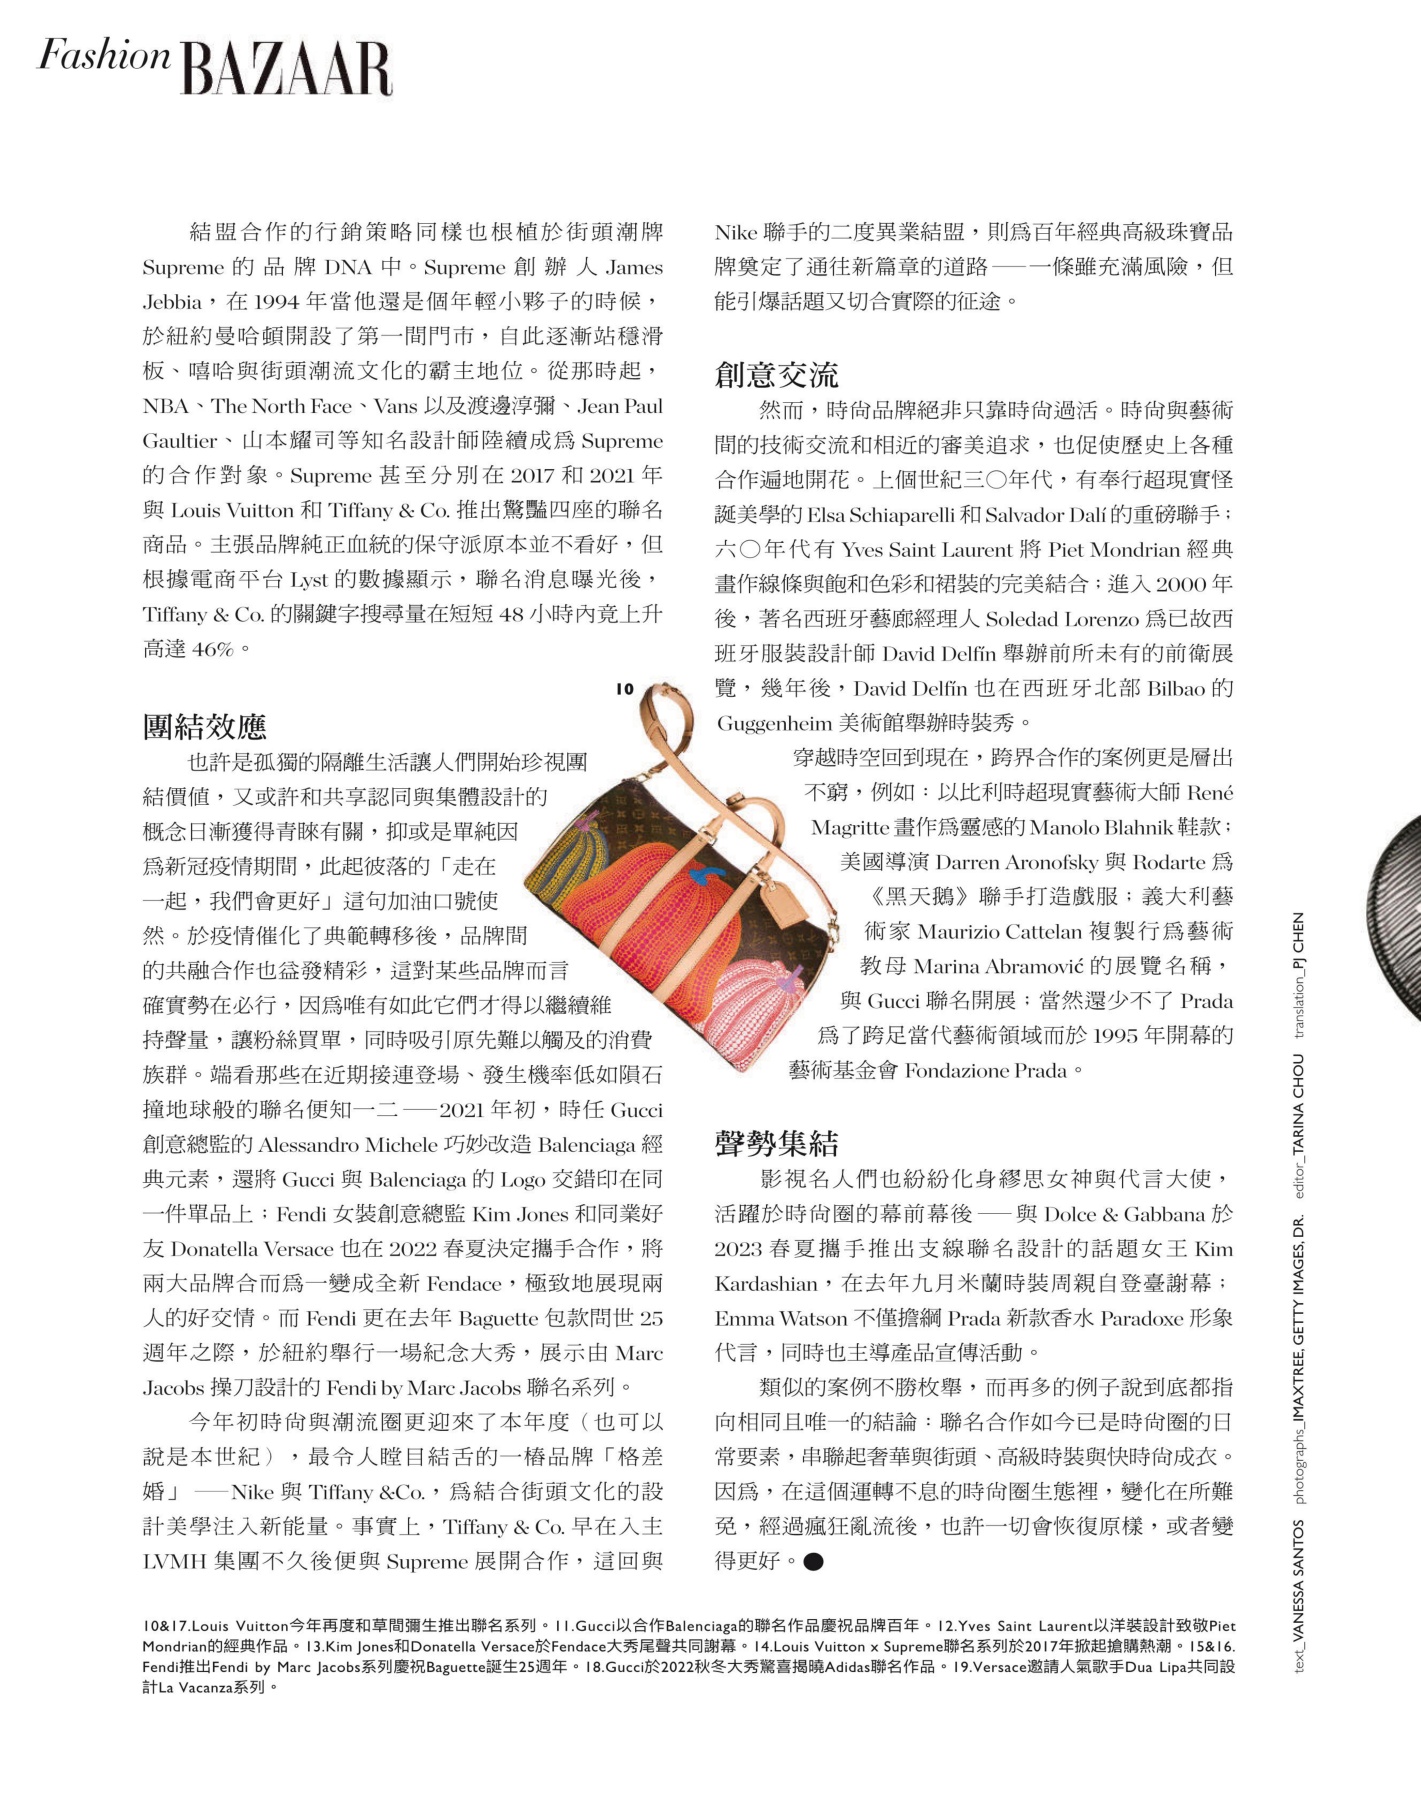 Fashion BAZAAR
結盟合作的行銷策略同樣也根植於街頭潮牌
Supreme 的品牌 DNA 中。Supreme 創辦人 James
Jebbia，在 1994 年當他還是個年輕小夥子的時候，
於紐約曼哈頓開設了第一間門市，自此逐漸站穩滑
板、嘻哈與街頭潮流文化的霸主地位。從那時起，
NBA、The North Face、Vans 以及渡邊淳彌、Jean Paul
Gaultier、山本耀司等知名設計師陸續成為 Supreme
的合作對象。Supreme 甚至分別在 2017 和 2021 年
與 Louis Vuitton 和 Tiffany & Co. 推出驚豔四座的聯名
商品。主張品牌純正血統的保守派原本並不看好，但
根據電商平台 Lyst 的數據顯示，聯名消息曝光後，
Tiffany & Co. 的關鍵字搜尋量在短短 48 小時內竟上升
高達 46%。
團結效應
也許是孤獨的隔離生活讓人們開始珍視團
結價值，又或許和共享認同與集體設計的
概念日漸獲得青睞有關，抑或是單純因
為新冠疫情期間，此起彼落的「走在
一起，我們會更好」這句加油口號使
然。於疫情催化了典範轉移後，品牌間
的共融合作也益發精彩，這對某些品牌而言
確實勢在必行，因為唯有如此它們才得以繼續維
持聲量，讓粉絲買單，同時吸引原先難以觸及的消費
族群。端看那些在近期接連登場、發生機率低如隕石
撞地球般的聯名便知一二——2021 年初，時任 Gucci
創意總監的 Alessandro Michele 巧妙改造 Balenciaga 經
典元素，還將 Gucci 與 Balenciaga 的 Logo 交錯印在同
一件單品上；Fendi 女裝創意總監 Kim Jones 和同業好
友 Donatella Versace 也在 2022 春夏決定攜手合作，將
兩大品牌合而為一變成全新 Fendace，極致地展現兩
人的好交情。而 Fendi 更在去年 Baguette 包款問世 25
週年之際，於紐約舉行一場紀念大秀，展示由 Marc
Jacobs 操刀設計的 Fendi by Marc Jacobs 聯名系列。
今年初時尚與潮流圈更迎來了本年度（也可以
說是本世紀），最令人瞠目結舌的一樁品牌「格差
婚」——Nike 與 Tiffany &Co.，為結合街頭文化的設
計美學注入新能量。事實上，Tiffany & Co. 早在入主
LVMH 集團不久後便與 Supreme 展開合作，這回與
10
Nike 聯手的二度異業結盟，則為百年經典高級珠寶品
牌奠定了通往新篇章的道路——一條雖充滿風險，但
能引爆話題又切合實際的征途。
創意交流
然而，時尚品牌絕非只靠時尚過活。時尚與藝術
間的技術交流和相近的審美追求，也促使歷史上各種
合作遍地開花。上個世紀三〇年代，有奉行超現實怪
誕美學的 Elsa Schiaparelli 和 Salvador Dalí 的重磅聯手；
六〇年代有 Yves Saint Laurent 將 Piet Mondrian 經典
畫作線條與飽和色彩和裙裝的完美結合；進入 2000 年
後，著名西班牙藝廊經理人 Soledad Lorenzo 為已故西
班牙服裝設計師 David Delfín 舉辦前所未有的前衛展
覽，幾年後，David Delfín 也在西班牙北部 Bilbao 的
Guggenheim 美術館舉辦時裝秀。
穿越時空回到現在，跨界合作的案例更是層出
不窮，例如：以比利時超現實藝術大師 René
Magritte 畫作為靈感的 Manolo Blahnik 鞋款；
美國導演 Darren Aronofsky 與 Rodarte 為
《黑天鵝》聯手打造戲服；義大利藝
術家 Maurizio Cattelan 複製行為藝術
教母 Marina Abramović 的展覽名稱，
與 Gucci 聯名開展；當然還少不了 Prada
為了跨足當代藝術領域而於 1995 年開幕的
藝術基金會 Fondazione Prada。
聲勢集結
影視名人們也紛紛化身繆思女神與代言大使，
活躍於時尚圈的幕前幕後——與 Dolce & Gabbana 於
2023 春夏攜手推出支線聯名設計的話題女王 Kim
Kardashian，在去年九月米蘭時裝周親自登臺謝幕；
Emma Watson 不僅擔綱 Prada 新款香水 Paradoxe 形象
代言，同時也主導產品宣傳活動。
類似的案例不勝枚舉，而再多的例子說到底都指
向相同且唯一的結論：聯名合作如今已是時尚圈的日
常要素，串聯起奢華與街頭、高級時裝與快時尚成衣。
因為，在這個運轉不息的時尚圈生態裡，變化在所難
免，經過瘋狂亂流後，也許一切會恢復原樣，或者變
得更好。●
10&17.Louis Vuitton今年再度和草間彌生推出聯名系列。11.Gucci以合作Balenciaga的聯名作品慶祝品牌百年。12.Yves Saint Laurent以洋裝設計致敬Piet
Mondrian的經典作品。13.Kim Jones和Donatella Versace於Fendace大秀尾聲共同謝幕。14.Louis Vuitton x Supreme聯名系列於2017年掀起搶購熱潮。15&16.
Fendi推出Fendi by Marc Jacobs系列慶祝Baguette誕生25週年。18.Gucci於2022秋冬大秀驚喜揭曉Adidas聯名作品。19.Versace邀請人氣歌手Dua Lipa共同設
計La Vacanza系列。
text_VANESSA SANTOS photographs_IMAXTREE, GETTY IMAGES, DR. editor_TARINA CHOU translation_PJ CHEN